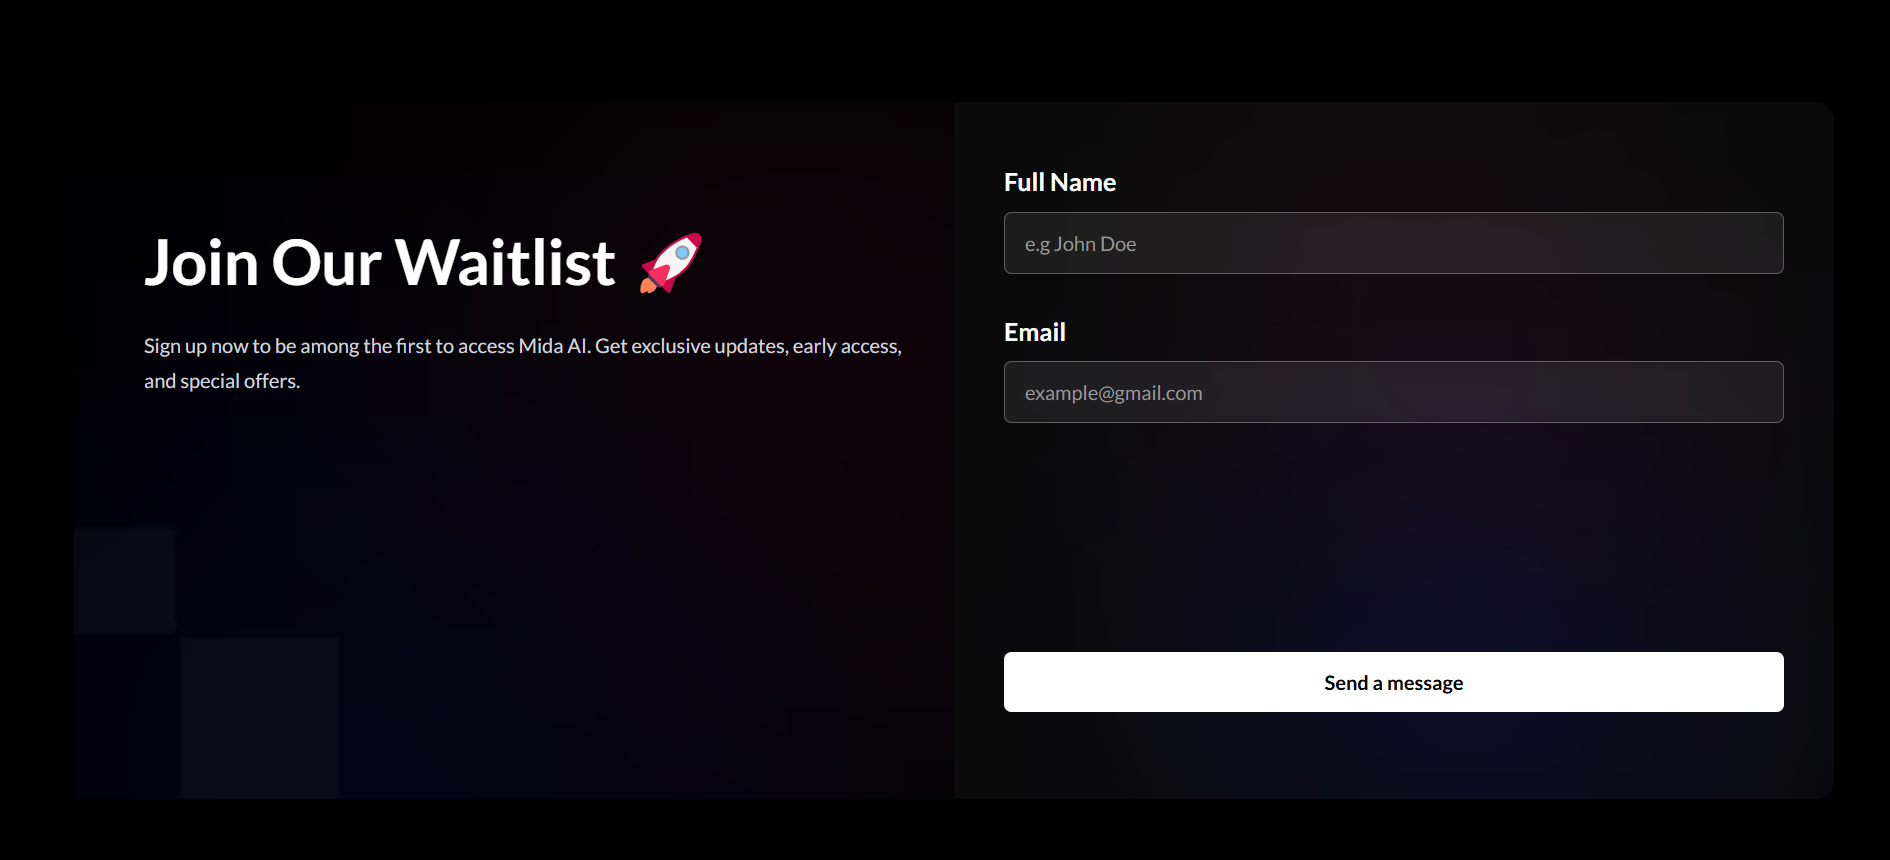 Join Our Waitlist 🚀
Sign up now to be among the first to access Mida AI. Get exclusive updates, early access,
and special offers.
Full Name
e.g John Doe
Email
example@gmail.com
Send a message